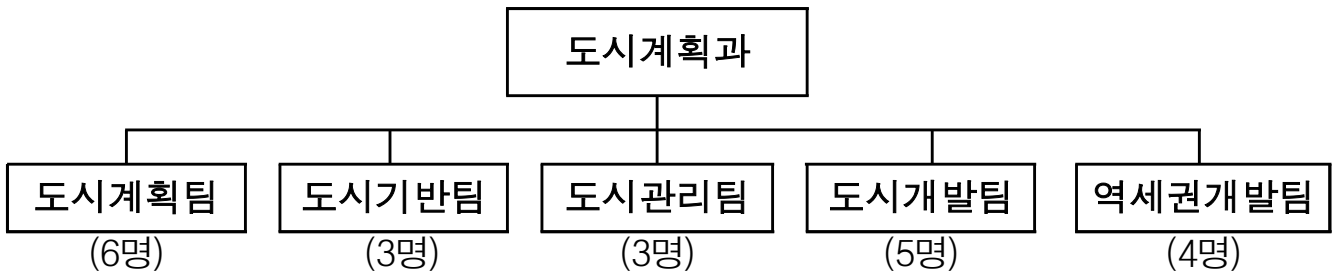 도시계획과
도시계획팀 도시기반팀 도시관리팀 도시개발팀 역세권개발팀
(6명) (3명) (3명) (5명) (4명)